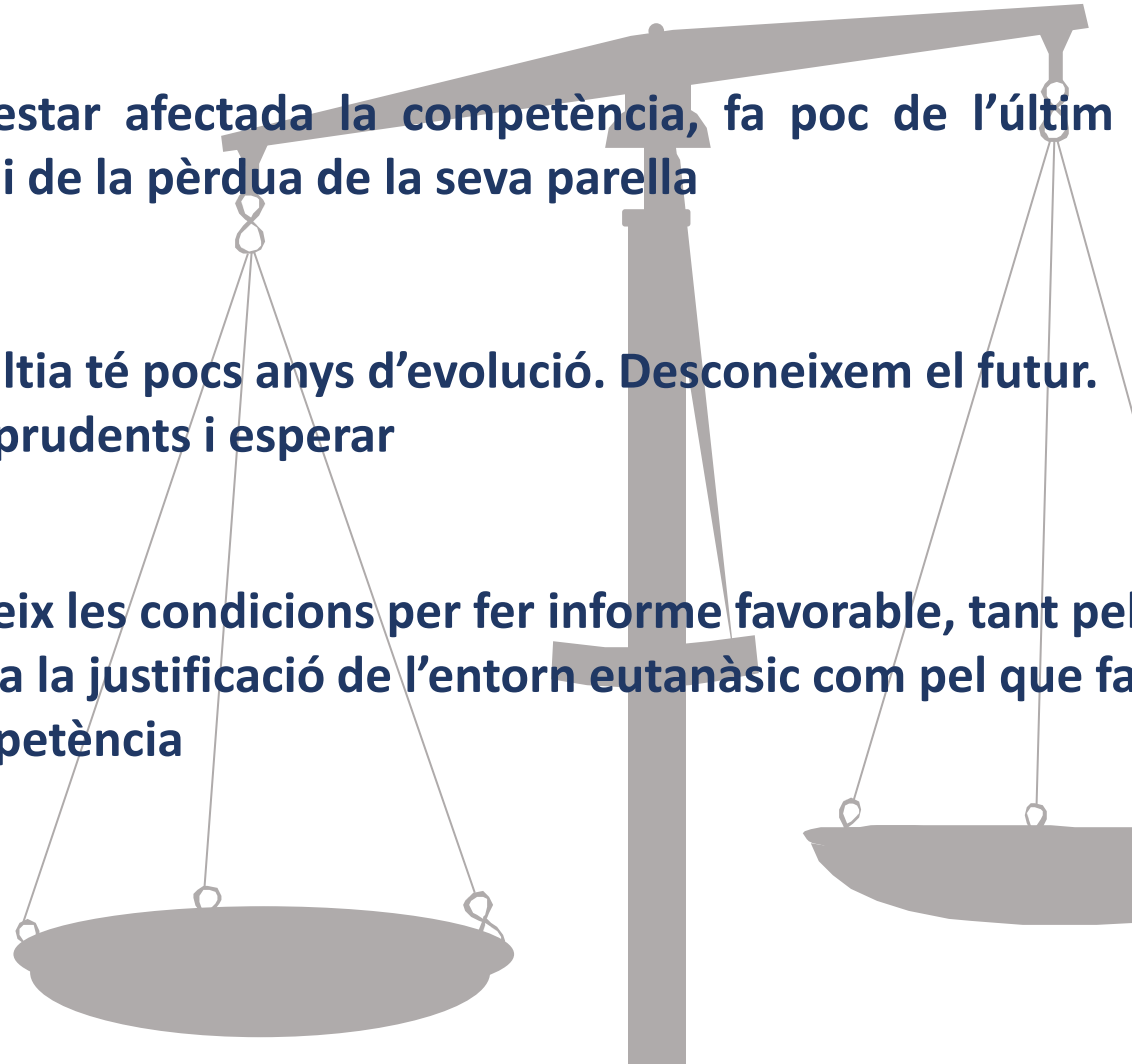 estar afectada la competència, fa poc de l’últim
i de la pèrdua de la seva parella
ltia té pocs anys d’evolució. Desconeixem el futur.
prudents i esperar
eix les condicions per fer informe favorable, tant pel
a la justificació de l’entorn eutanàsic com pel que fa
petència